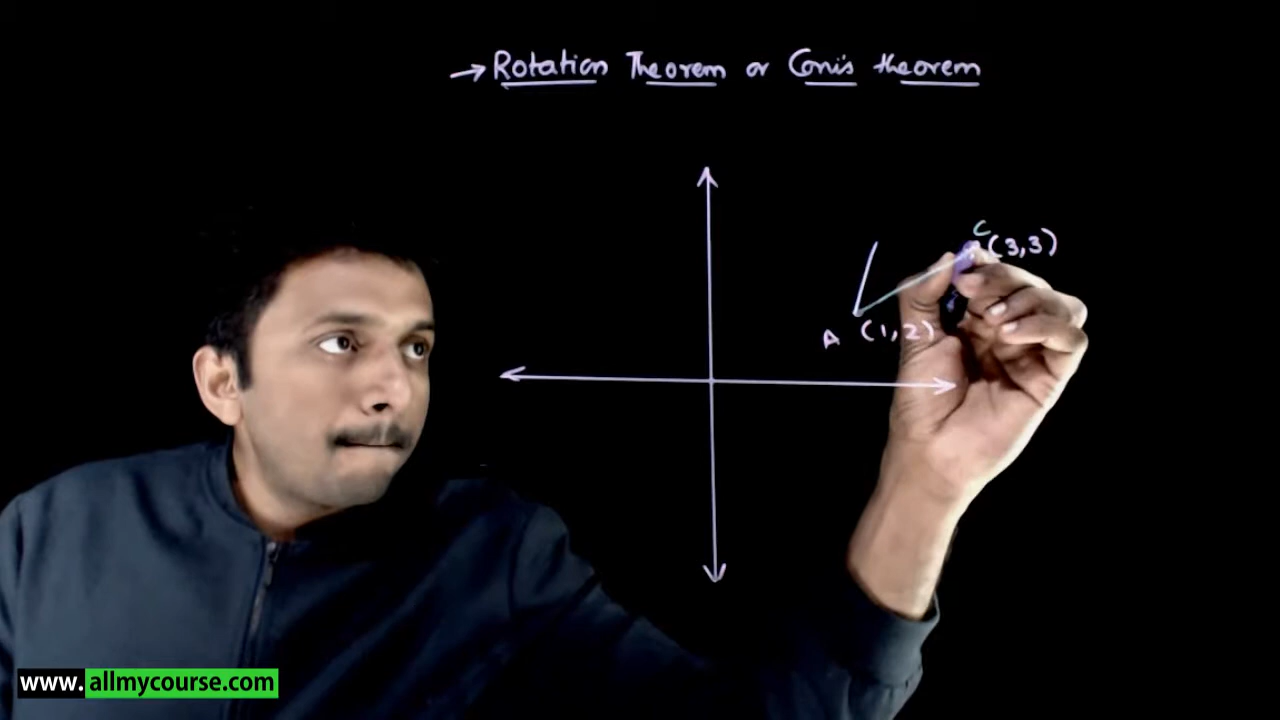 → Rotation Theorem or Coni's theorem
C
(3,3)
A (1,2)
www.allmycourse.com